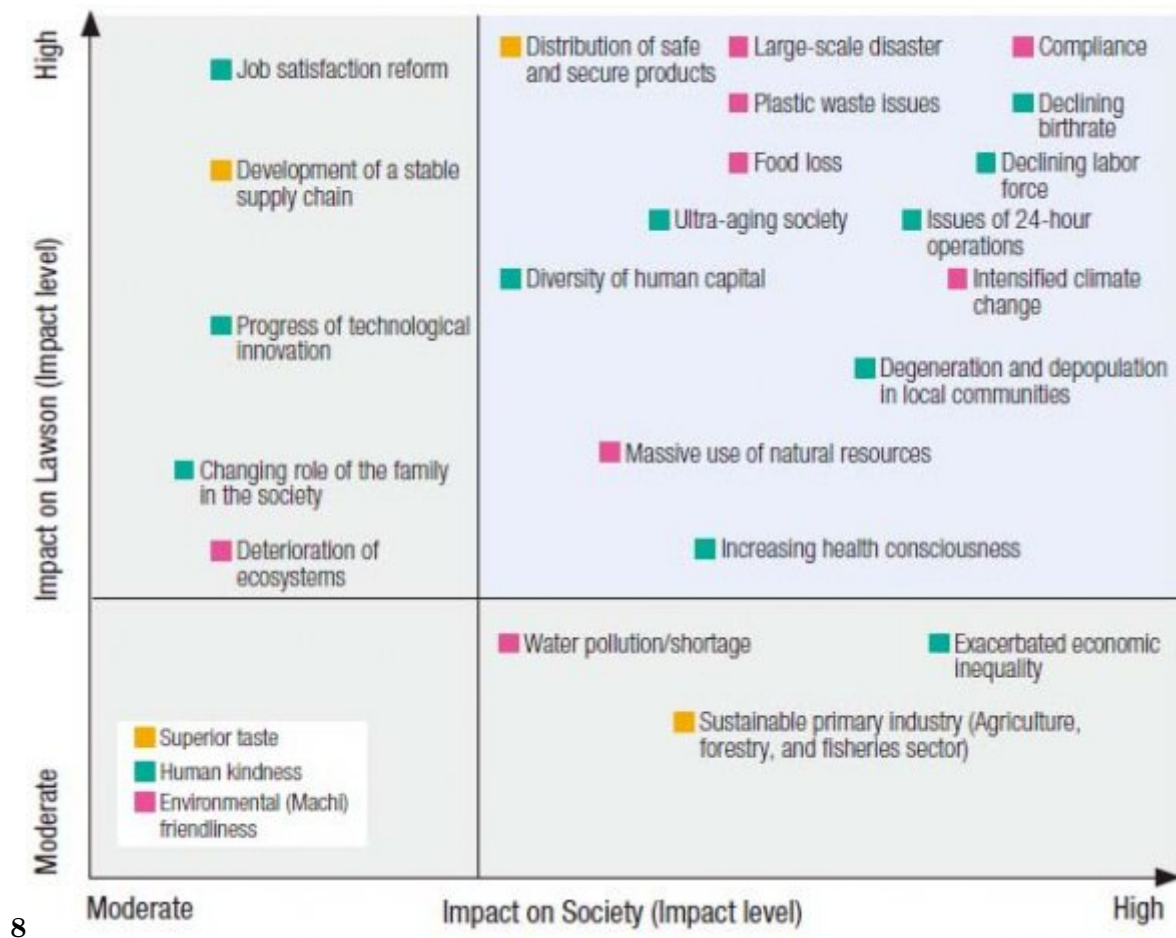 High
Impact on Lawson (Impact level)
Moderate
Job satisfaction reform
Development of a stable
supply chain
Progress of technological
innovation
Changing role of the family
in the society
Deterioration of
ecosystems
Distribution of safe
and secure products
Large-scale disaster
Compliance
Plastic waste issues
Declining
birthrate
Food loss
Declining labor
force
Ultra-aging society
Issues of 24-hour
operations
Diversity of human capital
Intensified climate
change
Degeneration and depopulation
in local communities
Massive use of natural resources
Increasing health consciousness
Water pollution/shortage
Exacerbated economic
inequality
Sustainable primary industry (Agriculture,
forestry, and fisheries sector)
Superior taste
Human kindness
Environmental (Machi)
friendliness
Moderate
Impact on Society (Impact level)
High
8